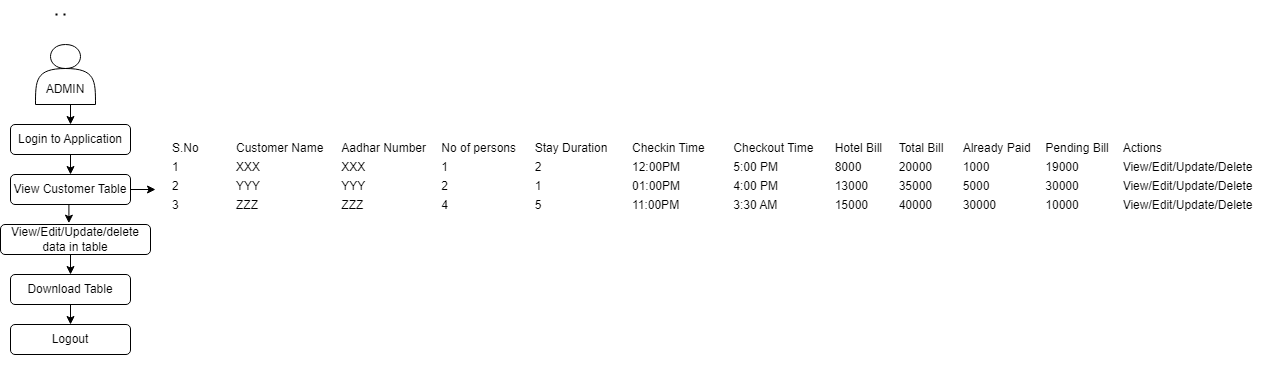 ADMIN
Login to Application
View Customer Table
View/Edit/Update/delete
data in table
Download Table
Logout
S.No Customer Name Aadhar Number No of persons Stay Duration Checkin Time Checkout Time Hotel Bill Total Bill Already Paid Pending Bill Actions
1 XXX XXX 1 2 12:00PM 5:00 PM 8000 20000 1000 19000 View/Edit/Update/Delete
2 YYY YYY 2 1 01:00PM 4:00 PM 13000 35000 5000 30000 View/Edit/Update/Delete
3 ZZZ ZZZ 4 5 11:00PM 3:30 AM 15000 40000 30000 10000 View/Edit/Update/Delete